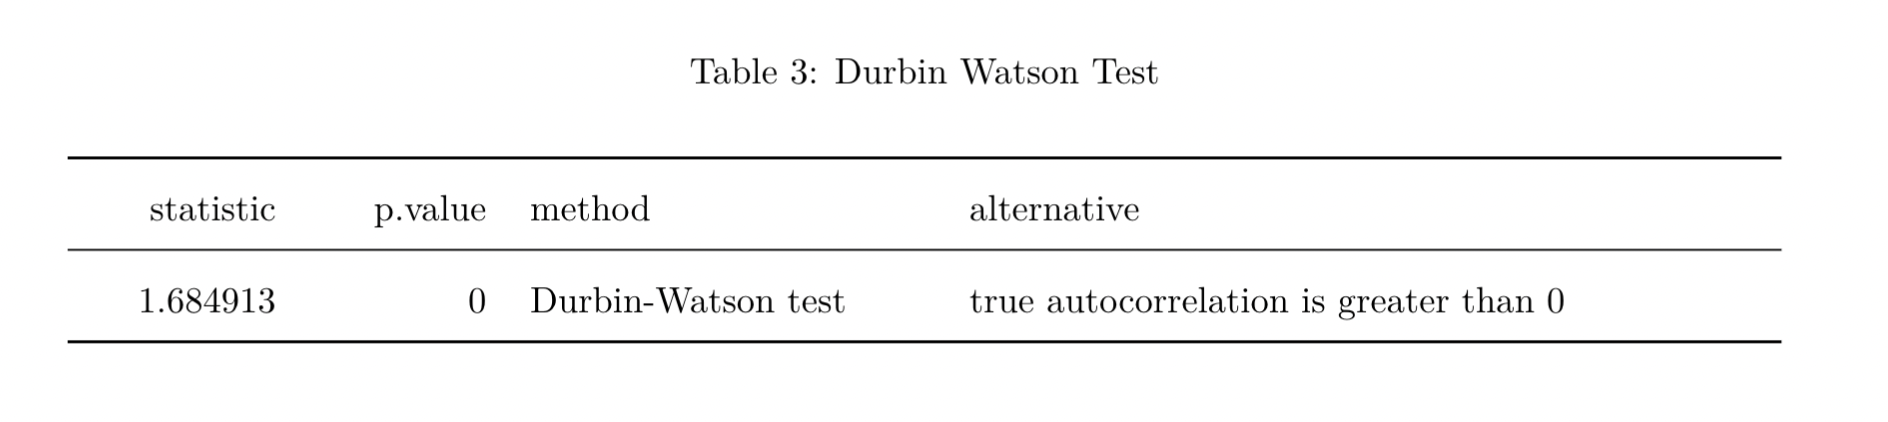 Table 3: Durbin Watson Test
statistic p.value method alternative
1.684913 0 Durbin-Watson test true autocorrelation is greater than 0